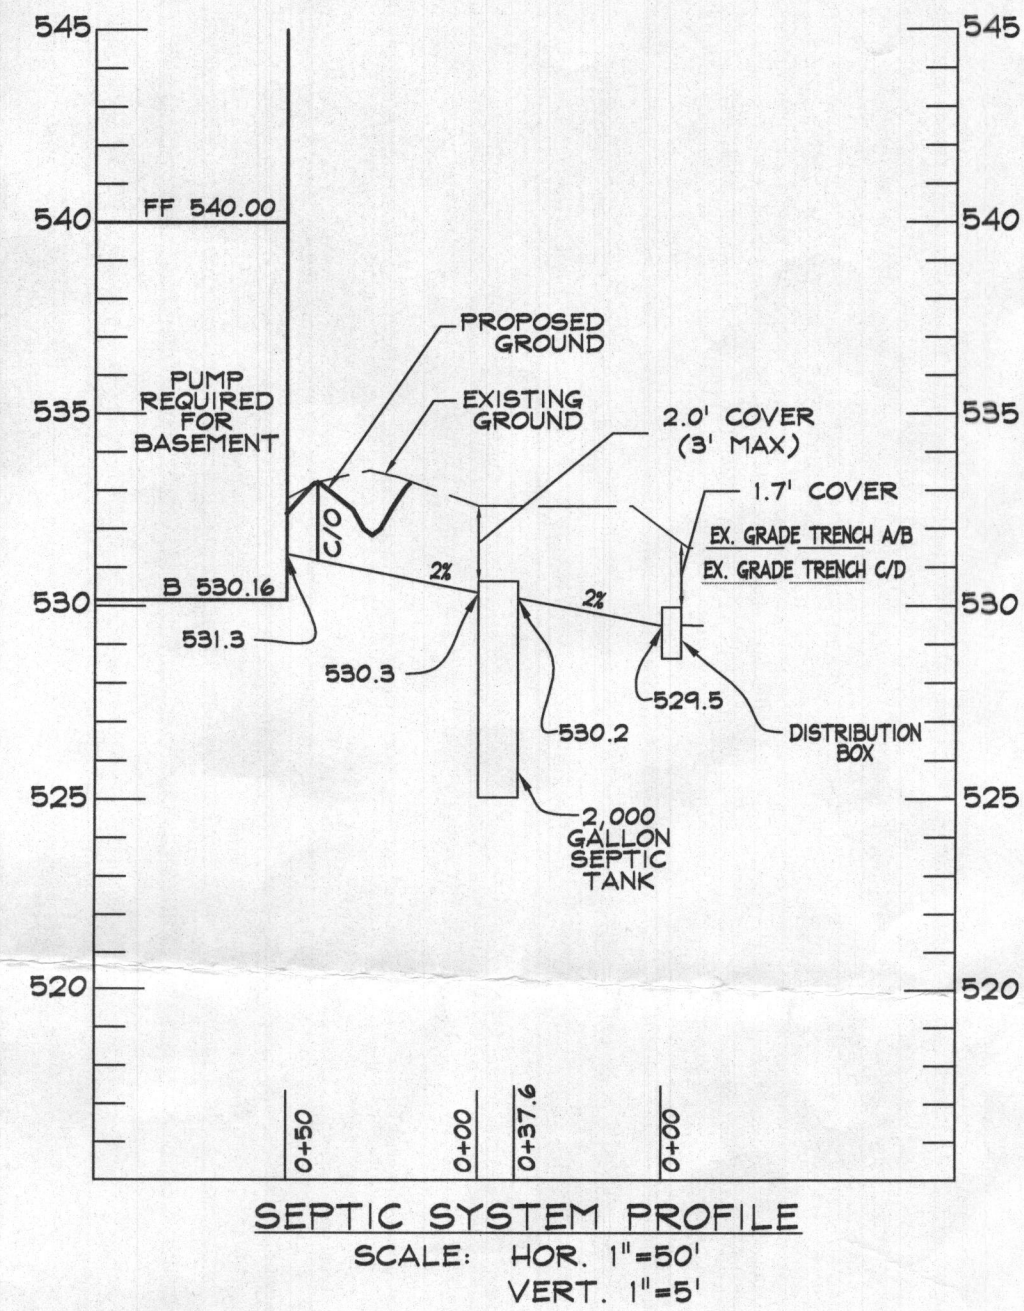 545
545
FF 540.00
540
540
PROPOSED
GROUND
PUMP
REQUIRED
FOR
BASEMENT
EXISTING
GROUND
535
2.0' COVER
(3' MAX)
535
1.7' COVER
C/O
EX. GRADE TRENCH A/B
2%
EX. GRADE TRENCH C/D
B 530.16
2%
530
530
531.3
530.3
529.5
530.2
DISTRIBUTION
BOX
525
525
2,000
GALLON
SEPTIC
TANK
520
520
0+50
0+00
0+37.6
0+00
SEPTIC SYSTEM PROFILE
SCALE: HOR. 1"=50'
VERT. 1"=5'